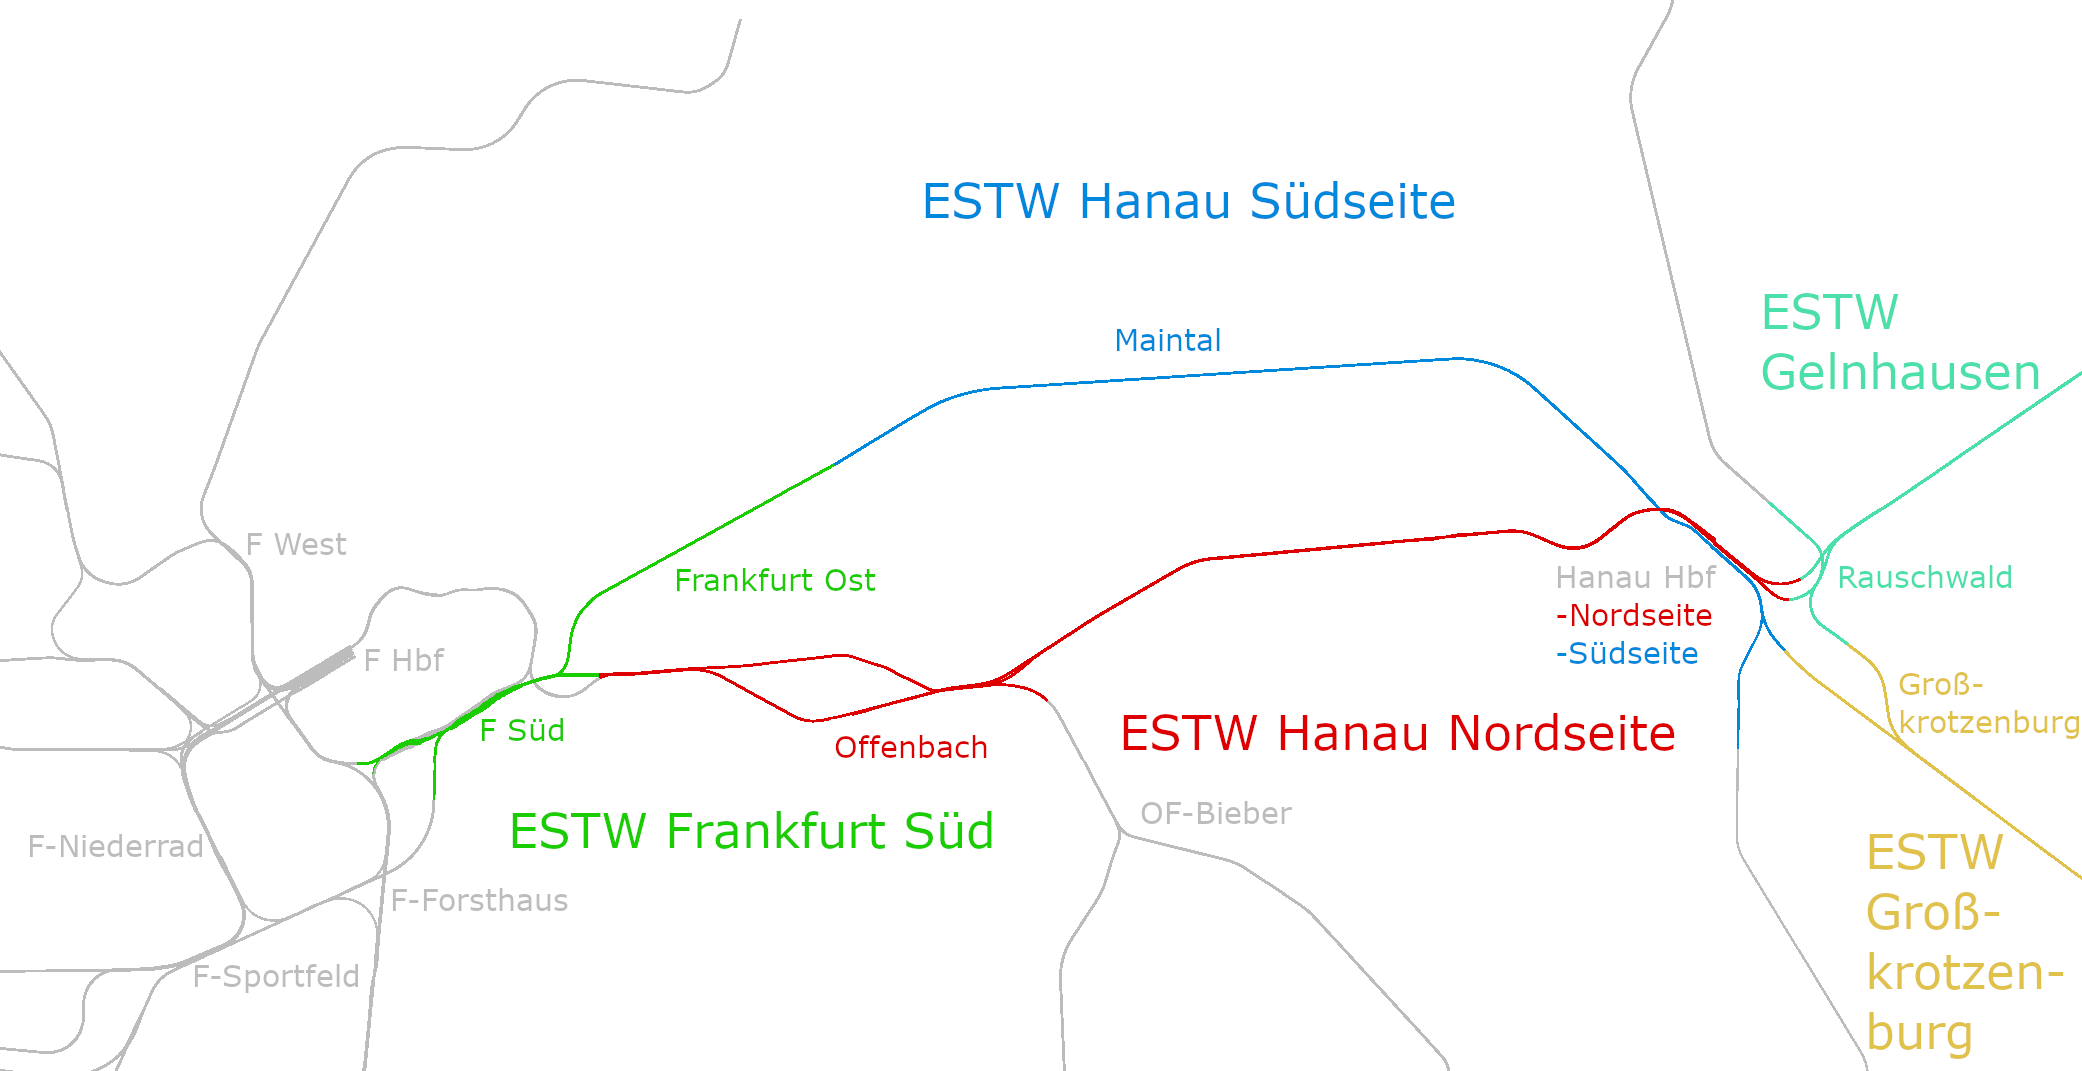 ESTW Hanau Südseite
ESTW
Gelnhausen
Maintal
F West
Frankfurt Ost
Hanau Hbf
-Nordseite
-Südseite
Rauschwald
F Hbf
F Süd
Offenbach
ESTW Hanau Nordseite
Groß-
krotzenburg
ESTW Frankfurt Süd
OF-Bieber
F-Niederrad
F-Forsthaus
F-Sportfeld
ESTW
Groß-
krotzen-
burg